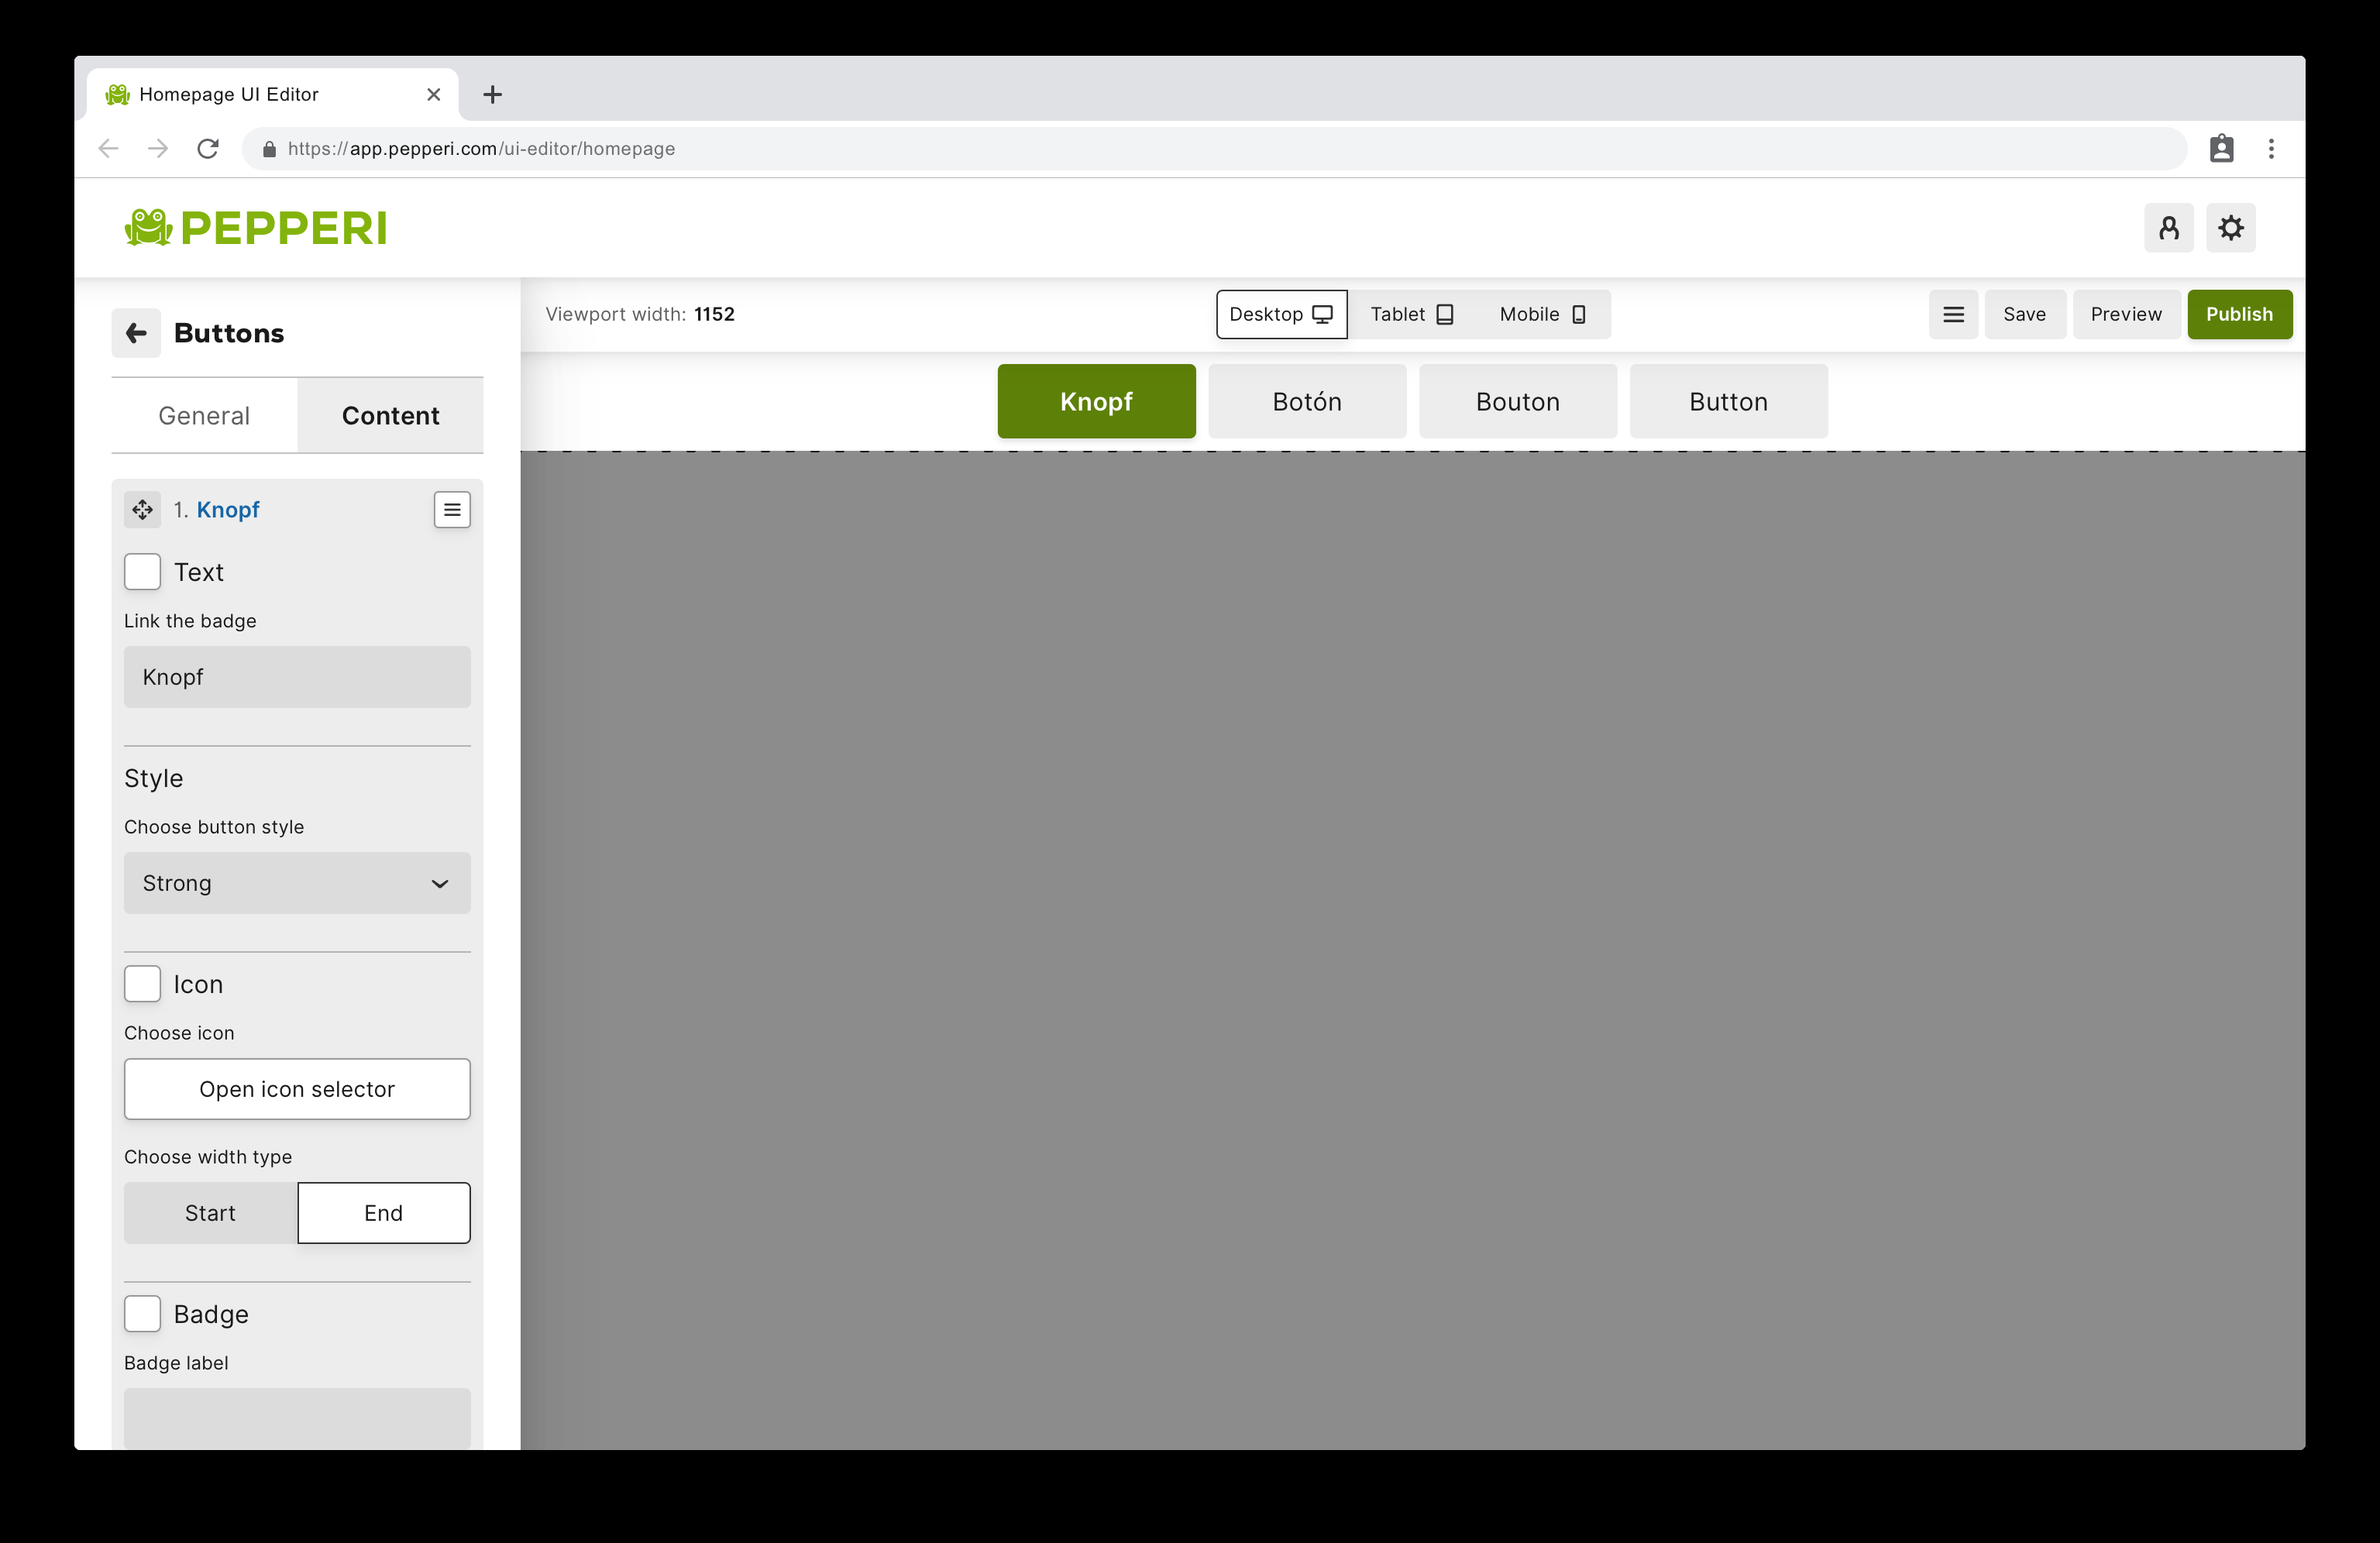 Homepage UI Editor
https://app.pepperi.com/ui-editor/homepage
PEPPERI
Buttons
General Content
1. Knopf
Text
Link the badge
Knopf
Style
Choose button style
Strong
Icon
Choose icon
Open icon selector
Choose width type
Start End
Badge
Badge label
Viewport width: 1152
Desktop Tablet Mobile
Save Preview Publish
Knopf Botón Bouton Button